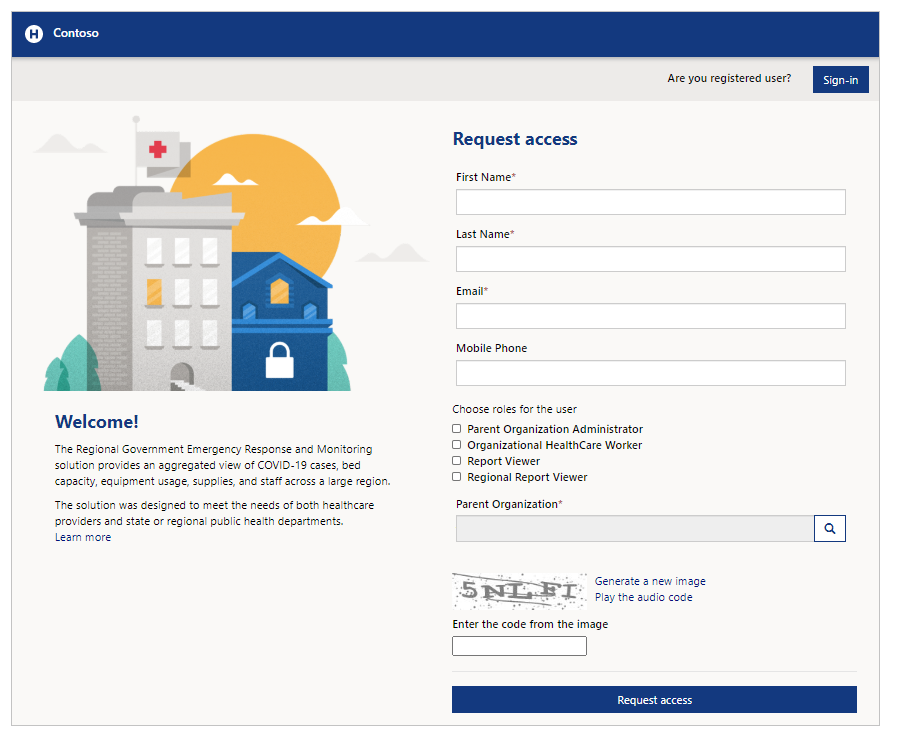 H Contoso
Are you registered user? Sign-in
Request access
First Name*
Last Name*
Email*
Mobile Phone
Choose roles for the user
Parent Organization Administrator
Organizational HealthCare Worker
Report Viewer
Regional Report Viewer
Parent Organization*
5NLFI
Generate a new image
Play the audio code
Enter the code from the image
Request access
Welcome!
The Regional Government Emergency Response and Monitoring
solution provides an aggregated view of COVID-19 cases, bed
capacity, equipment usage, supplies, and staff across a large region.
The solution was designed to meet the needs of both healthcare
providers and state or regional public health departments.
Learn more